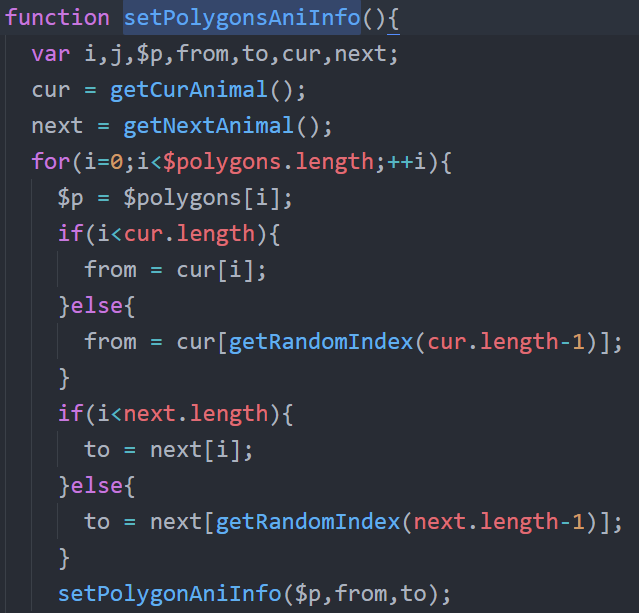 function setPolygonsAniInfo(){
  var i,j,$p,from,to,cur,next;
  cur = getCurAnimal();
  next = getNextAnimal();
  for(i=0;i<$polygons.length;++i){
    $p = $polygons[i];
    if(i<cur.length){
      from = cur[i];
    }else{
      from = cur[getRandomIndex(cur.length-1)];
    }
    if(i<next.length){
      to = next[i];
    }else{
      to = next[getRandomIndex(next.length-1)];
    }
    setPolygonAniInfo($p,from,to);